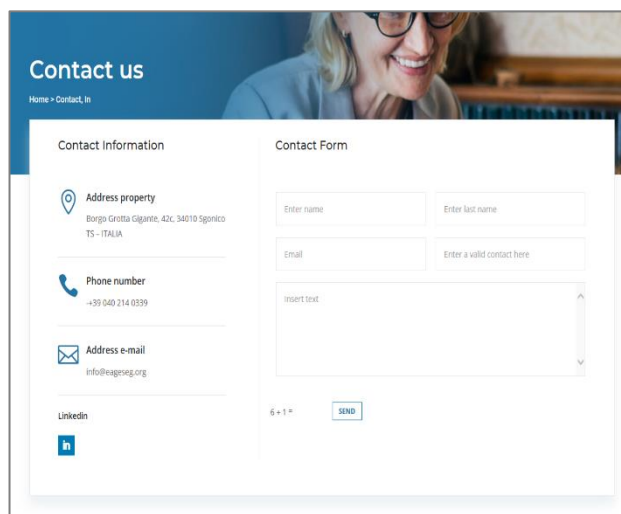 Contact us
Home > Contact, In
Contact Information
Address property
Borgo Grotta Gigante, 42c, 34010 Sgonico
TS - ITALIA
Phone number
-+39 040 214 0339
Address e-mail
info@eageseg.org
Linkedin
in
Contact Form
Enter name
Enter last name
Email
Enter a valid contact here
Insert text
6 + 1 =
SEND